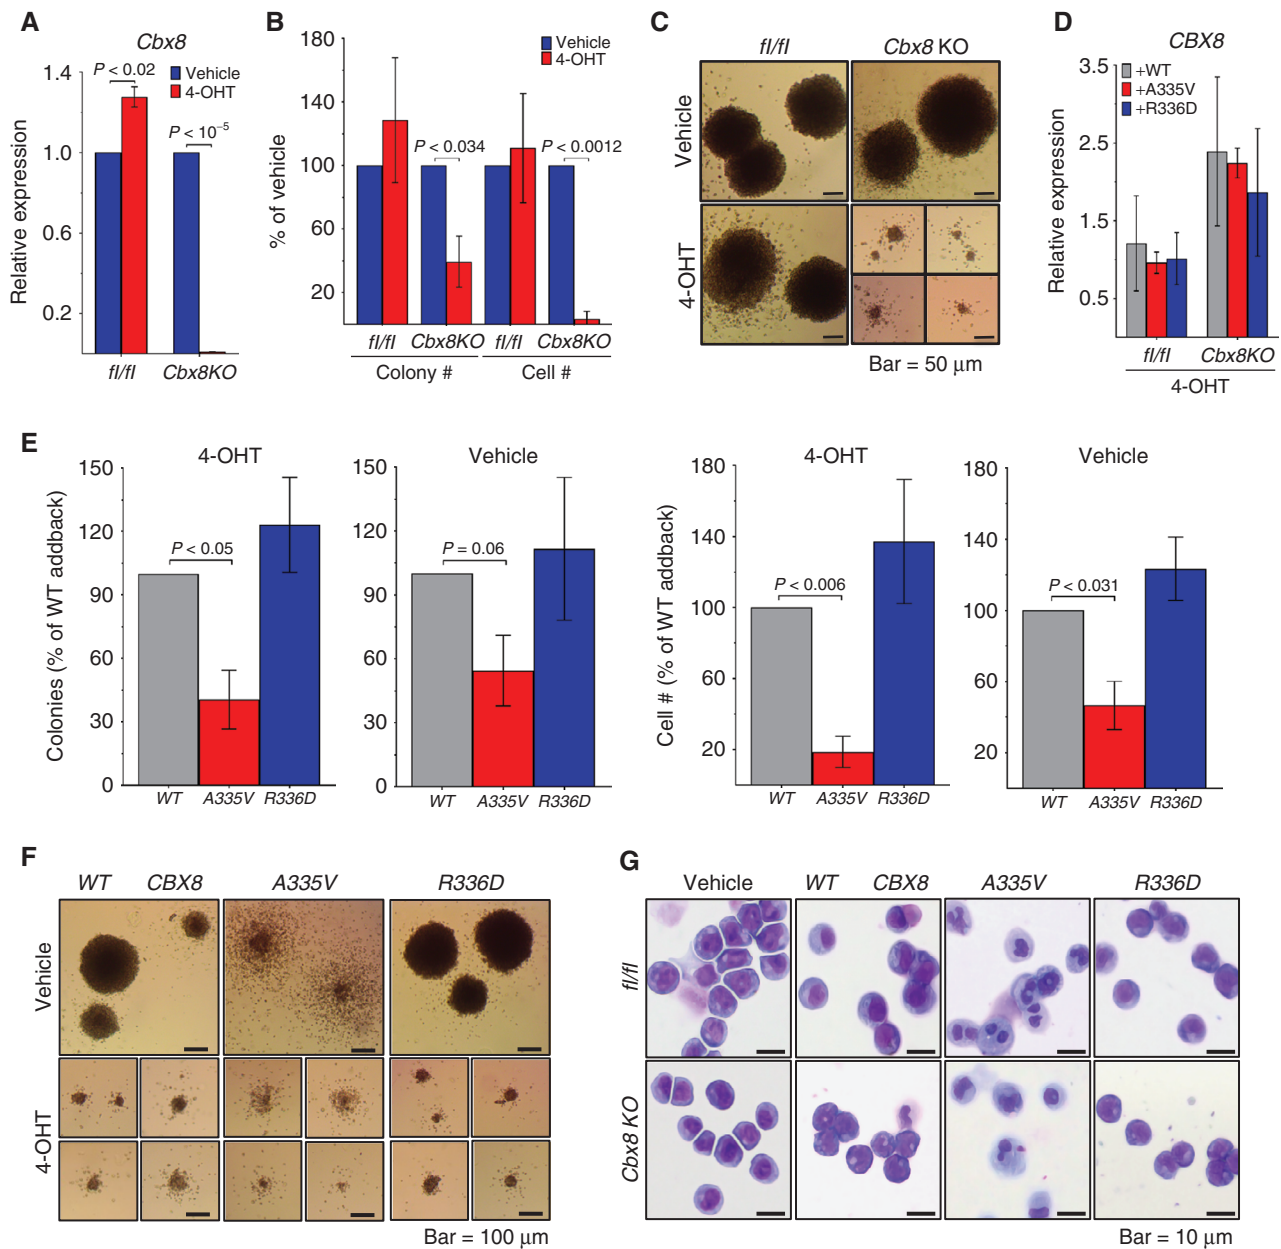 A
Cbx8
P < 0.02
Vehicle
4-OHT
P < 10⁻⁵
1.4
1.0
0.6
0.2
Relative expression
fl/fl
Cbx8KO
B
Vehicle
4-OHT
180
140
100
60
20
% of vehicle
P < 0.034
P < 0.0012
fl/fl Cbx8KO fl/fl Cbx8KO
Colony # Cell #
C
fl/fl Cbx8 KO
Vehicle
4-OHT
Bar = 50 μm
D
CBX8
+WT
+A335V
+R336D
3.5
2.5
1.5
0.5
Relative expression
fl/fl Cbx8KO
4-OHT
E
4-OHT
150
120
90
60
30
0
Colonies (% of WT addback)
P < 0.05
WT A335V R336D
Vehicle
150
120
90
60
30
0
P = 0.06
WT A335V R336D
4-OHT
180
140
100
60
20
Cell # (% of WT addback)
P < 0.006
WT A335V R336D
Vehicle
180
140
100
60
20
P < 0.031
WT A335V R336D
F
WT CBX8 A335V R336D
Vehicle
4-OHT
Bar = 100 μm
G
Vehicle WT CBX8 A335V R336D
fl/fl
Cbx8 KO
Bar = 10 μm